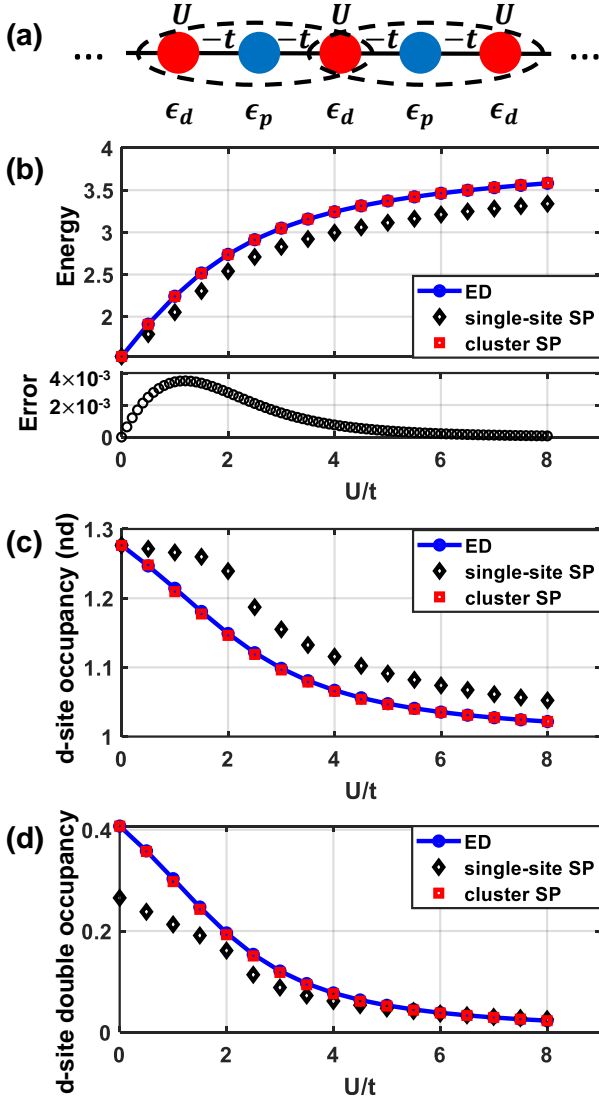 (a)
U U U
... −t −t −t −t ...
ϵd ϵp ϵd ϵp ϵd
(b)
4
3.5
3
2.5
2
Energy
ED
single-site SP
cluster SP
4×10-3
2×10-3
0
Error
0 2 4 6 8
U/t
(c)
1.3
1.2
1.1
1
d-site occupancy (nd)
ED
single-site SP
cluster SP
0 2 4 6 8
U/t
(d)
0.4
0.2
0
d-site double occupancy
ED
single-site SP
cluster SP
0 2 4 6 8
U/t